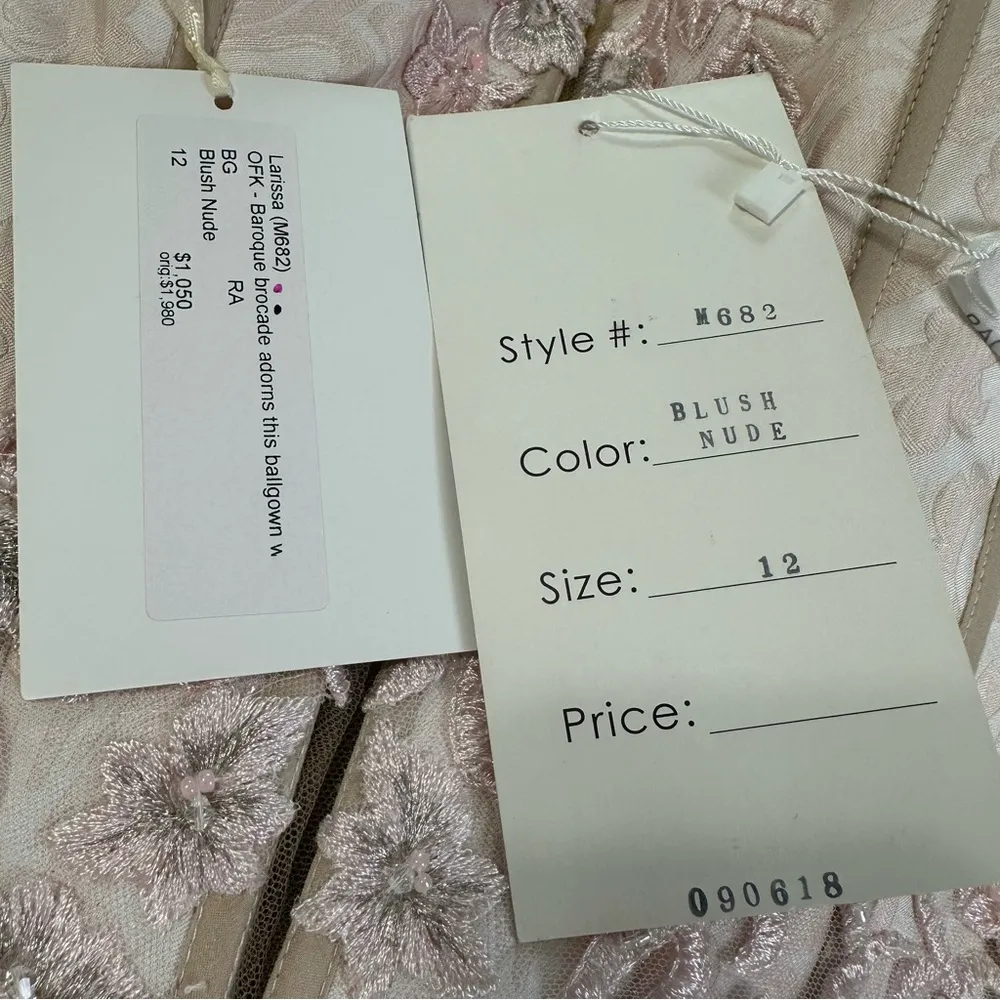 Larissa (M682)
OFK - Baroque brocade adorns this ballgown w
BG RA
Blush Nude
12 $1,050
orig:$1,980
Style #: M682
Color: BLUSH
NUDE
Size: 12
Price:
090618